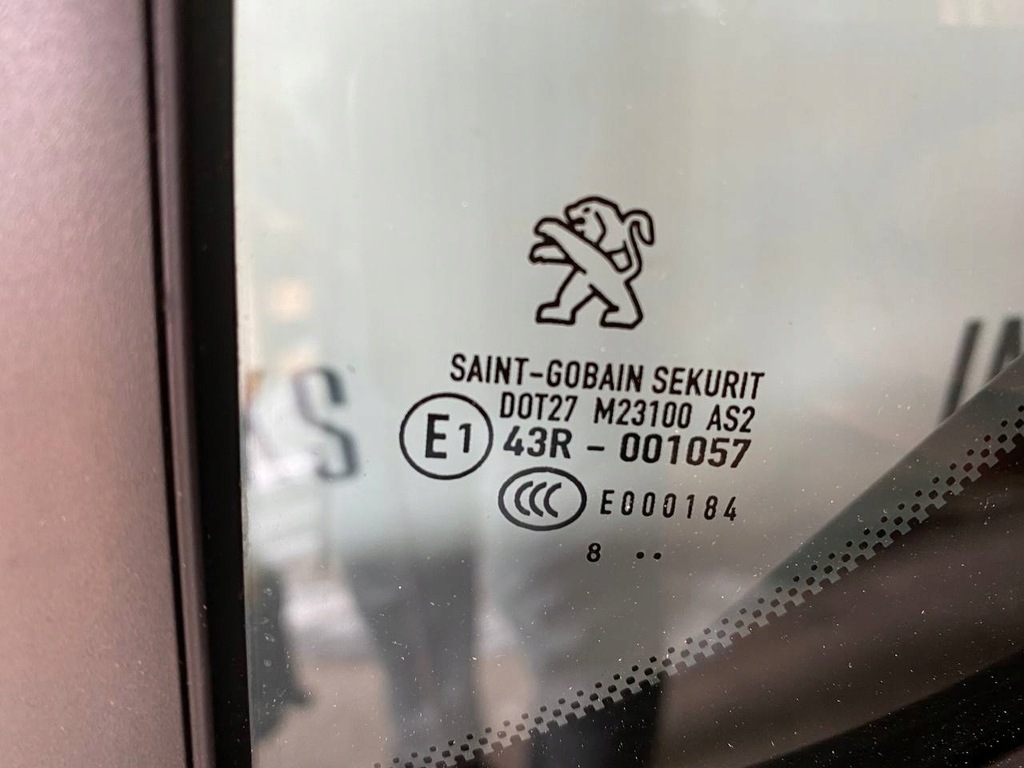 SAINT-GOBAIN SEKURIT
DOT27 M23100 AS2
E1 43R - 001057
CCC E000184
8 ..